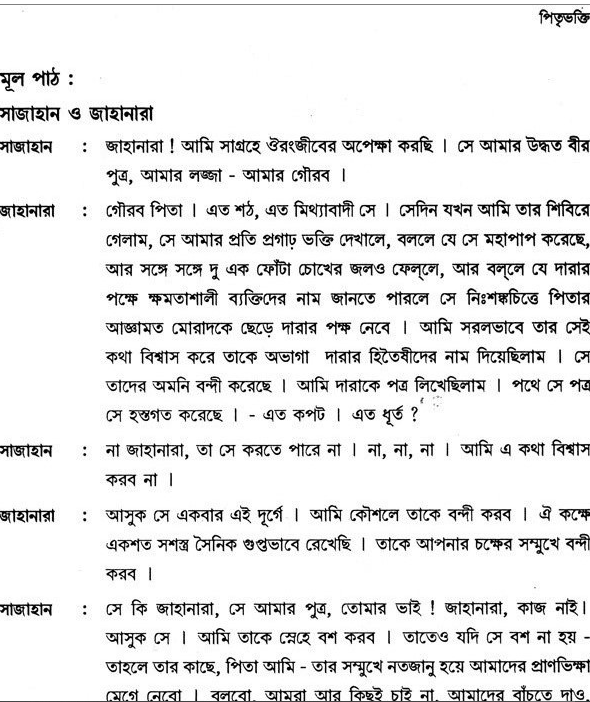 পিতৃভক্তি
মূল পাঠ :
সাজাহান ও জাহানারা
সাজাহান : জাহানারা ! আমি সাগ্রহে ঔরংজীবের অপেক্ষা করছি । সে আমার উদ্ধত বীর
পুত্র, আমার লজ্জা - আমার গৌরব ।
জাহানারা : গৌরব পিতা । এত শঠ, এত মিথ্যাবাদী সে । সেদিন যখন আমি তার শিবিরে
গেলাম, সে আমার প্রতি প্রগাঢ় ভক্তি দেখালে, বললে যে সে মহাপাপ করেছে,
আর সঙ্গে সঙ্গে দু এক ফোঁটা চোখের জলও ফেল্‌লে, আর বল্‌লে যে দারার
পক্ষে ক্ষমতাশালী ব্যক্তিদের নাম জানতে পারলে সে নিঃশঙ্কচিত্তে পিতার
আজ্ঞামত মোরাদকে ছেড়ে দারার পক্ষ নেবে । আমি সরলভাবে তার সেই
কথা বিশ্বাস করে তাকে অভাগা দারার হিতৈষীদের নাম দিয়েছিলাম । সে
তাদের অমনি বন্দী করেছে । আমি দারাকে পত্র লিখেছিলাম । পথে সে পত্র
সে হস্তগত করেছে । - এত কপট । এত ধূর্ত ?
সাজাহান : না জাহানারা, তা সে করতে পারে না । না, না, না । আমি এ কথা বিশ্বাস
করব না ।
জাহানারা : আসুক সে একবার এই দূর্গে । আমি কৌশলে তাকে বন্দী করব । ঐ কক্ষে
একশত সশস্ত্র সৈনিক গুপ্তভাবে রেখেছি । তাকে আপনার চক্ষের সম্মুখে বন্দী
করব ।
সাজাহান : সে কি জাহানারা, সে আমার পুত্র, তোমার ভাই ! জাহানারা, কাজ নাই।
আসুক সে । আমি তাকে স্নেহে বশ করব । তাতেও যদি সে বশ না হয় -
তাহলে তার কাছে, পিতা আমি - তার সম্মুখে নতজানু হয়ে আমাদের প্রাণভিক্ষা
মেগে নেবো । বলবো, আমরা আর কিছুই চাই না, আমাদের বাঁচতে দাও,